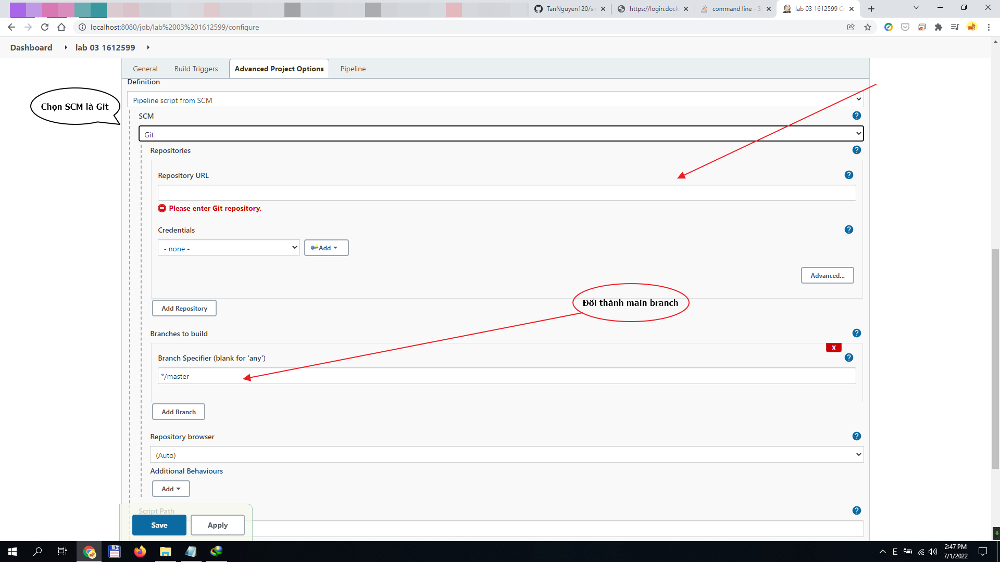 TanNguyen120/si
https://login.dock
command line - S
lab 03 1612599 Co
localhost:8080/job/lab%2003%201612599/configure
Dashboard
lab 03 1612599
General
Build Triggers
Advanced Project Options
Pipeline
Definition
Pipeline script from SCM
Chọn SCM là Git
SCM
Git
Repositories
Repository URL
Please enter Git repository.
Credentials
- none -
Add
Advanced...
Đổi thành main branch
Add Repository
Branches to build
X
Branch Specifier (blank for 'any')
*/master
Add Branch
Repository browser
(Auto)
Additional Behaviours
Add
Script Path
Save
Apply
E
2:47 PM
7/1/2022